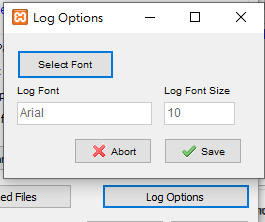 Log Options
Select Font
Log Font Log Font Size
Arial 10
Abort Save
ed Files Log Options